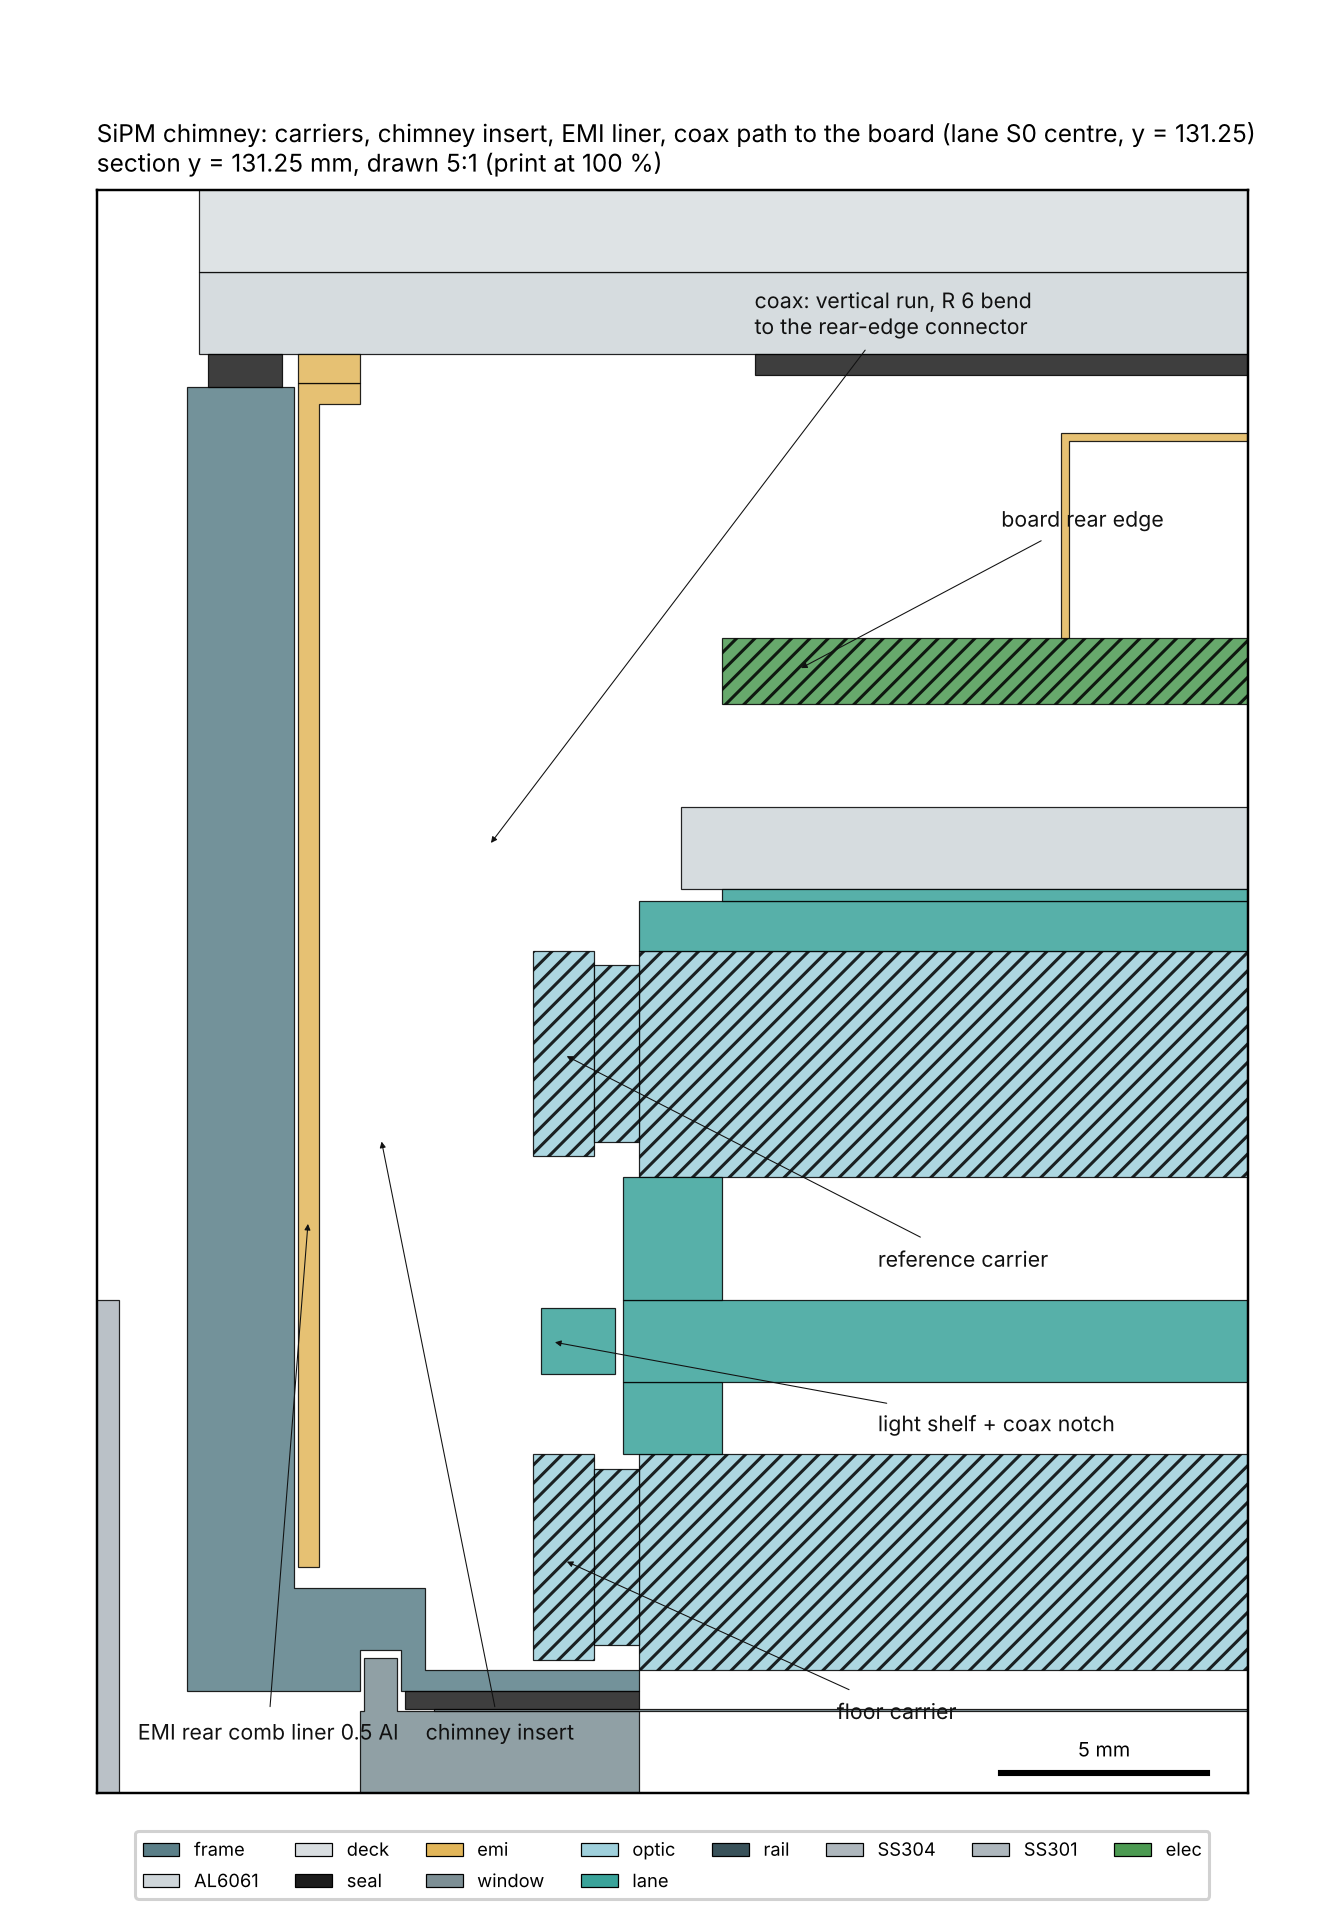 SiPM chimney: carriers, chimney insert, EMI liner, coax path to the board (lane S0 centre, y = 131.25)
section y = 131.25 mm, drawn 5:1 (print at 100 %)
coax: vertical run, R 6 bend
to the rear-edge connector
board rear edge
reference carrier
light shelf + coax notch
floor carrier
EMI rear comb liner 0.5 Al
chimney insert
5 mm
frame
deck
emi
optic
rail
SS304
SS301
elec
AL6061
seal
window
lane